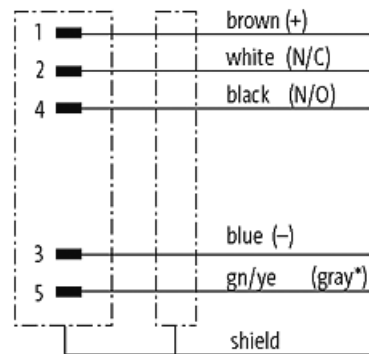 1 brown (+)
2 white (N/C)
4 black (N/O)
3 blue (–)
5 gn/ye (gray*)
shield